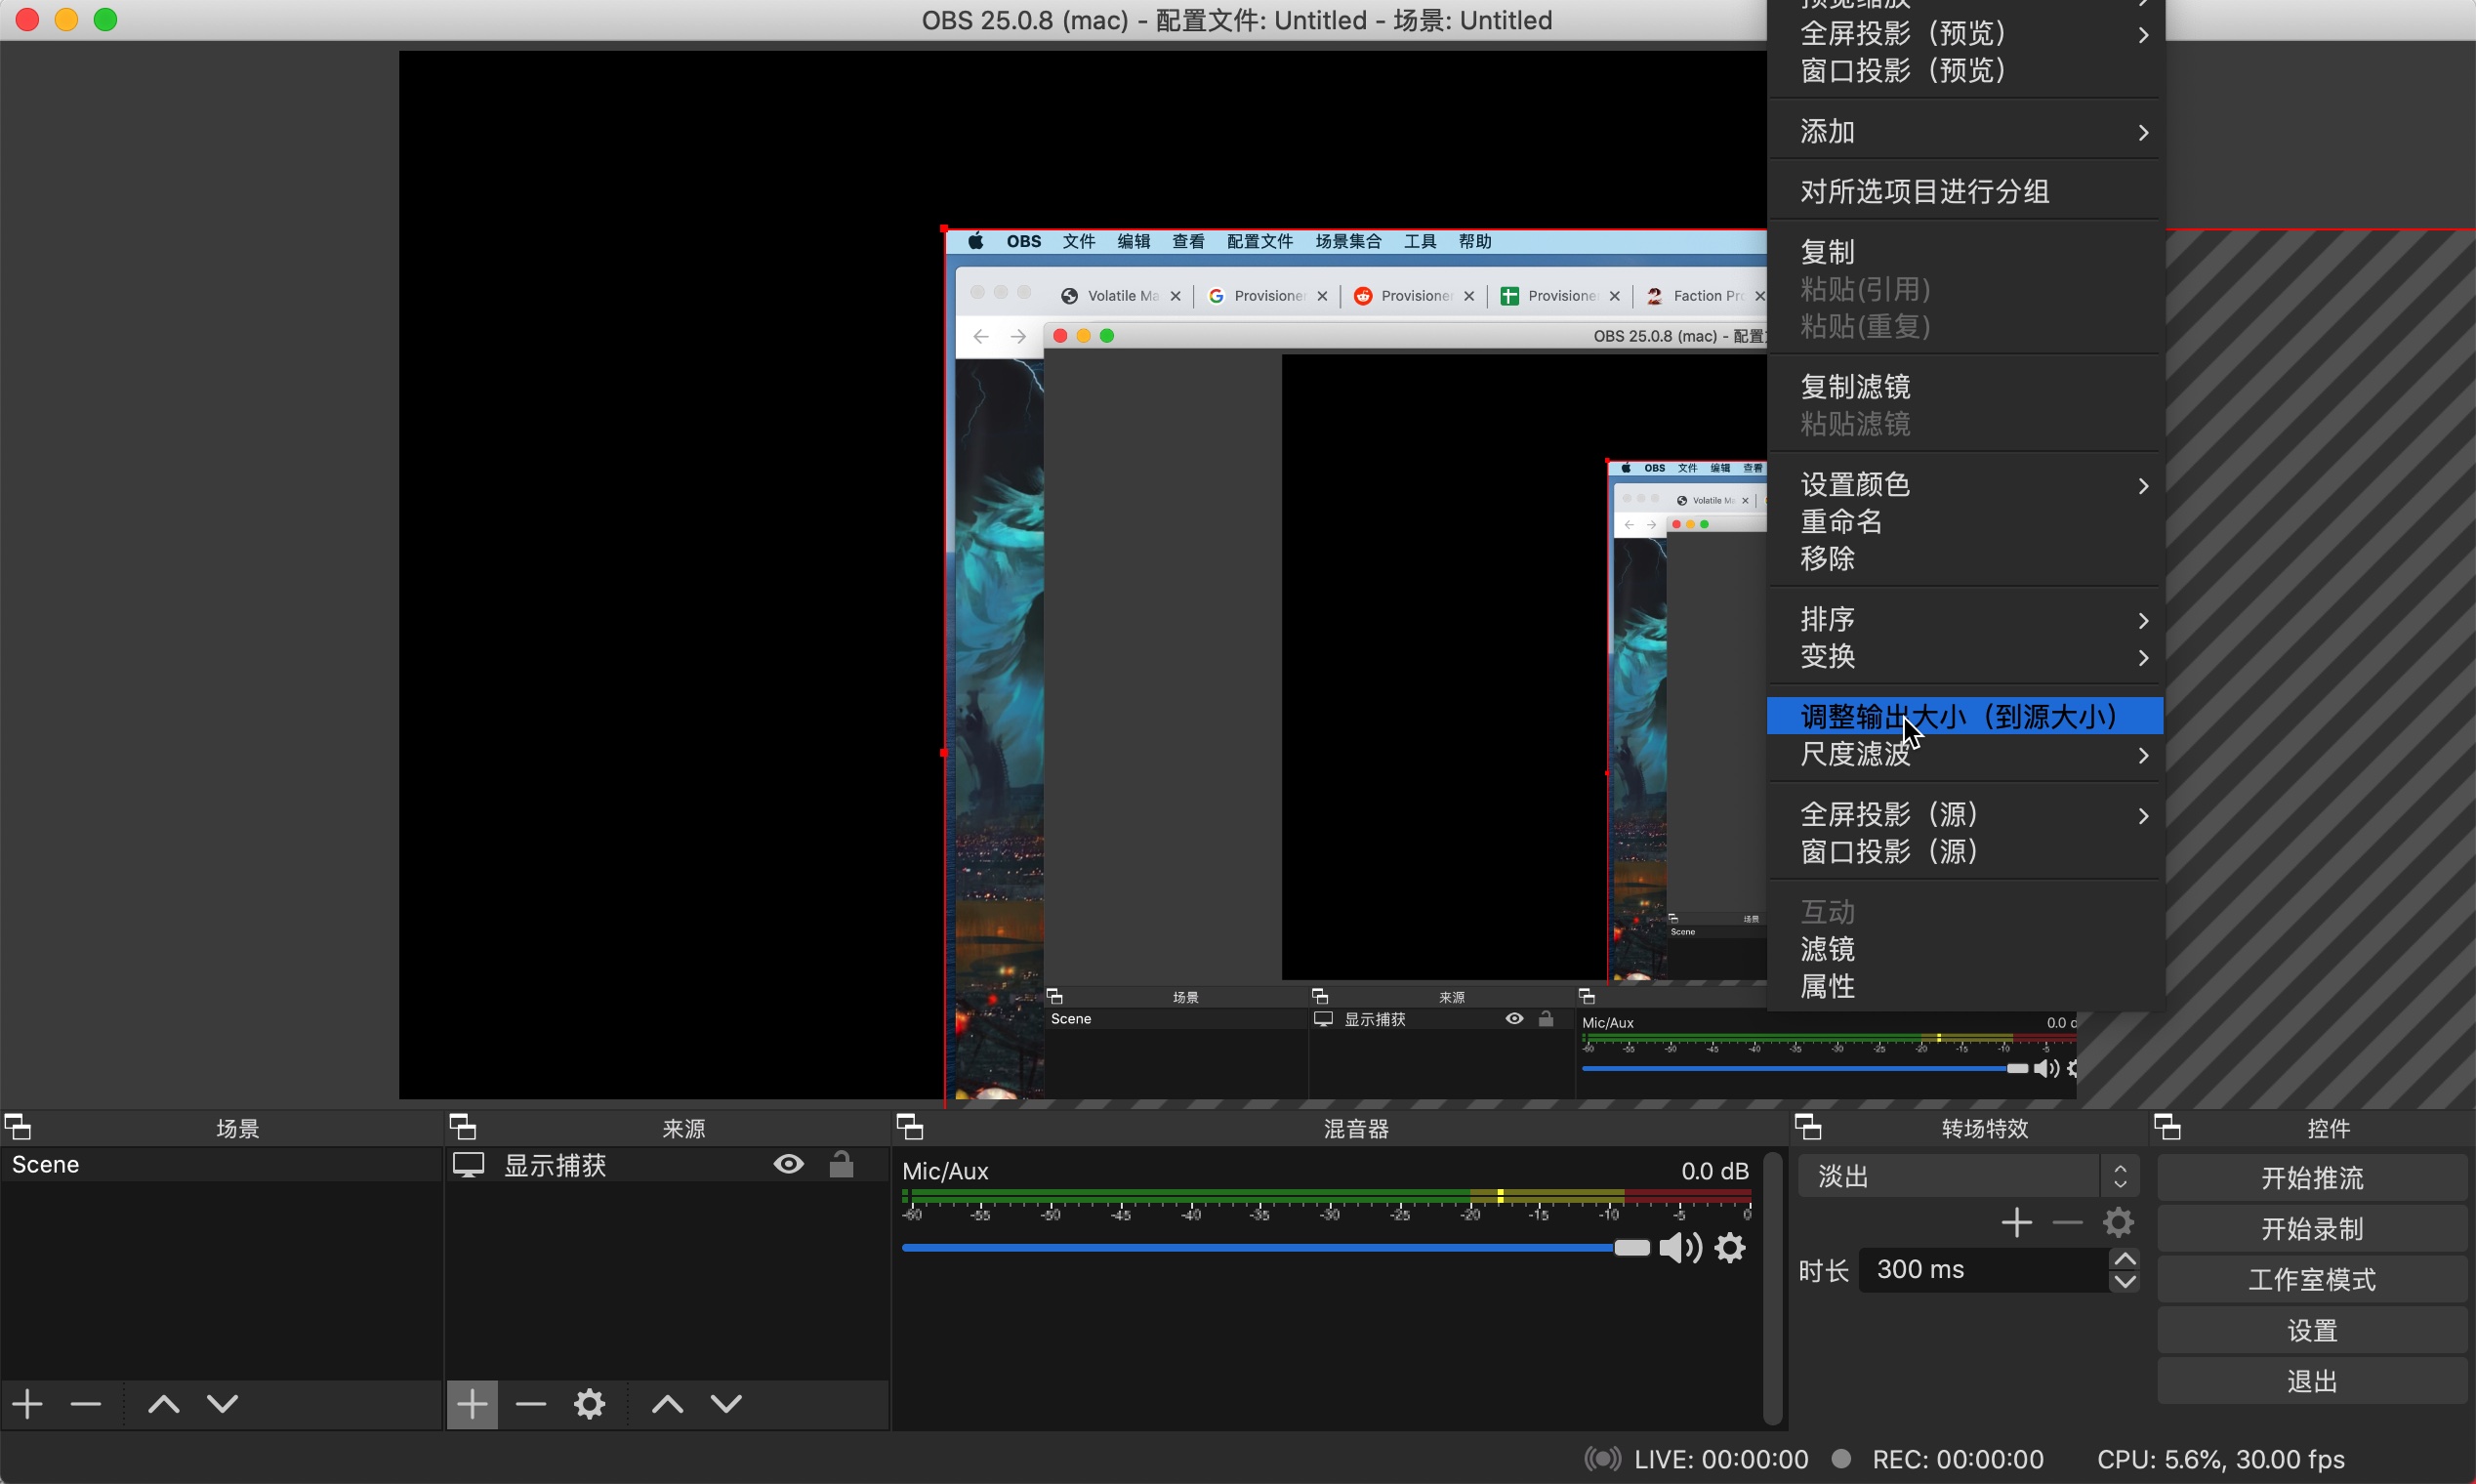 OBS 25.0.8 (mac) - 配置文件: Untitled - 场景: Untitled
预览缩放
全屏投影（预览）
窗口投影（预览）
添加
对所选项目进行分组
复制
粘贴(引用)
粘贴(重复)
复制滤镜
粘贴滤镜
设置颜色
重命名
移除
排序
变换
调整输出大小（到源大小）
尺度滤波
全屏投影（源）
窗口投影（源）
互动
滤镜
属性
OBS 文件 编辑 查看 配置文件 场景集合 工具 帮助
Volatile Ma Provisioner Provisioner Provisioner Faction Pro
OBS 25.0.8 (mac) - 配置
OBS 文件 编辑 查看
Volatile Ma
场景
Scene
场景 来源
Scene 显示捕获 Mic/Aux 0.0 d
-60 -55 -50 -45 -40 -35 -30 -25 -20 -15 -10 -5
场景 来源 混音器 转场特效 控件
Scene
显示捕获
Mic/Aux 0.0 dB
-60 -55 -50 -45 -40 -35 -30 -25 -20 -15 -10 -5 0
淡出
时长 300 ms
开始推流
开始录制
工作室模式
设置
退出
LIVE: 00:00:00 REC: 00:00:00 CPU: 5.6%, 30.00 fps